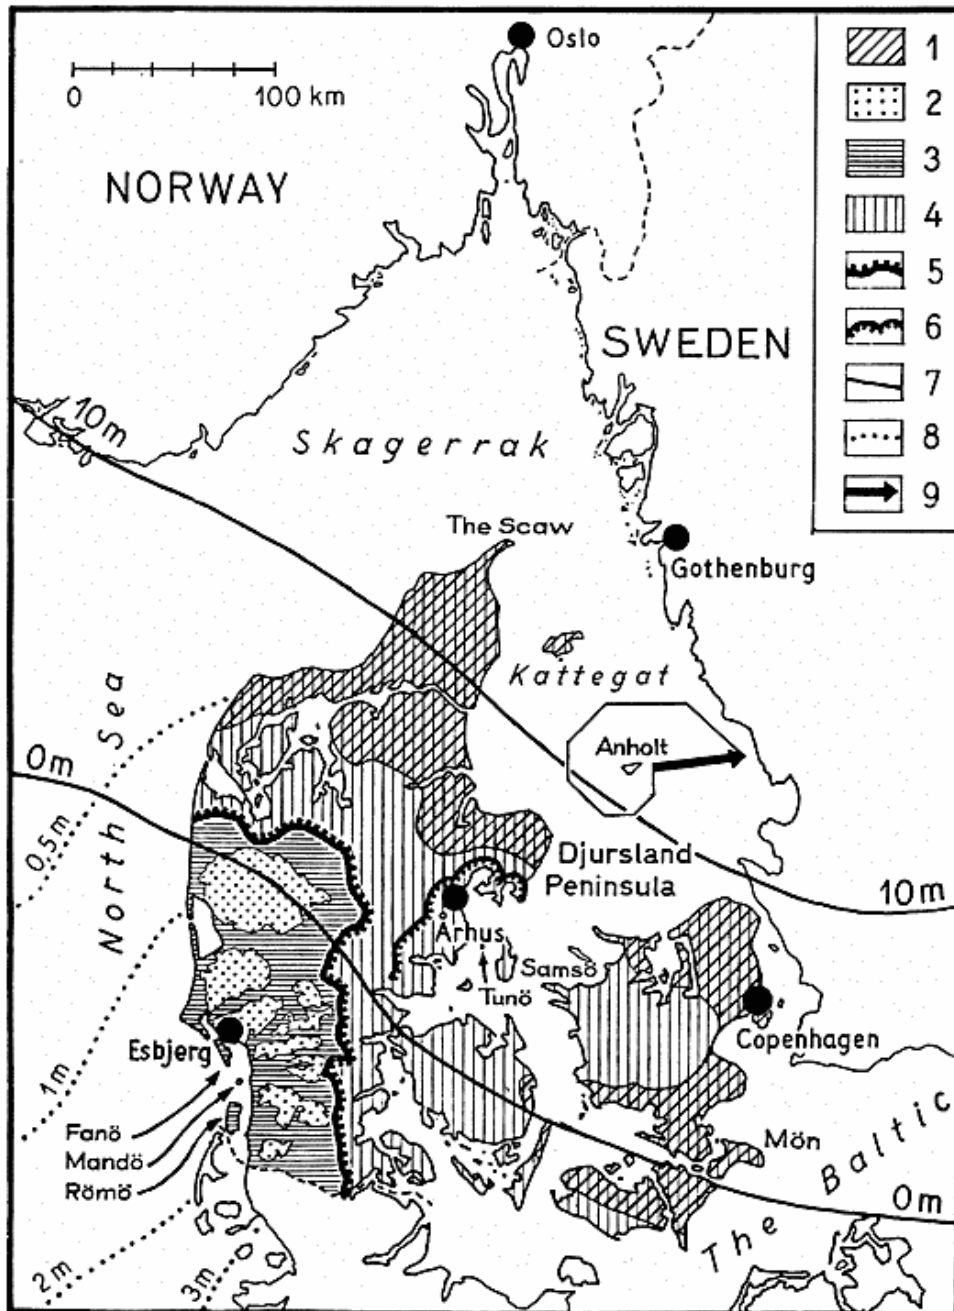 Oslo
0 100 km
NORWAY
SWEDEN
1
2
3
4
5
6
7
8
9
10m
Skagerrak
The Scaw
Gothenburg
Kattegat
Anholt
North Sea
0m
0,5m
Djursland
Peninsula
10m
Århus
Samsö
Tunö
Esbjerg
Copenhagen
1m
Fanö
Mandö
Römö
Mön
The Baltic
0m
2m
3m